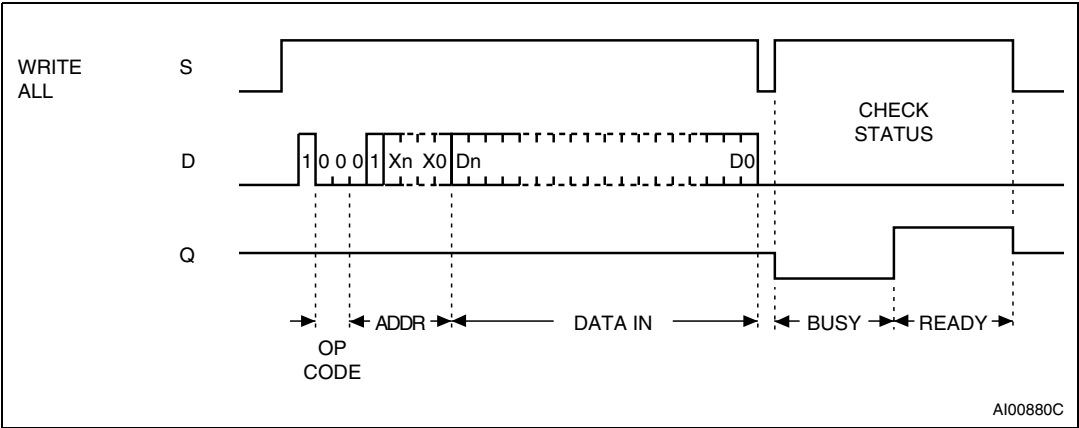 WRITE
ALL
S
CHECK
STATUS
D
1 0 0 0 1 Xn X0 Dn D0
Q
ADDR
DATA IN
BUSY
READY
OP
CODE
AI00880C